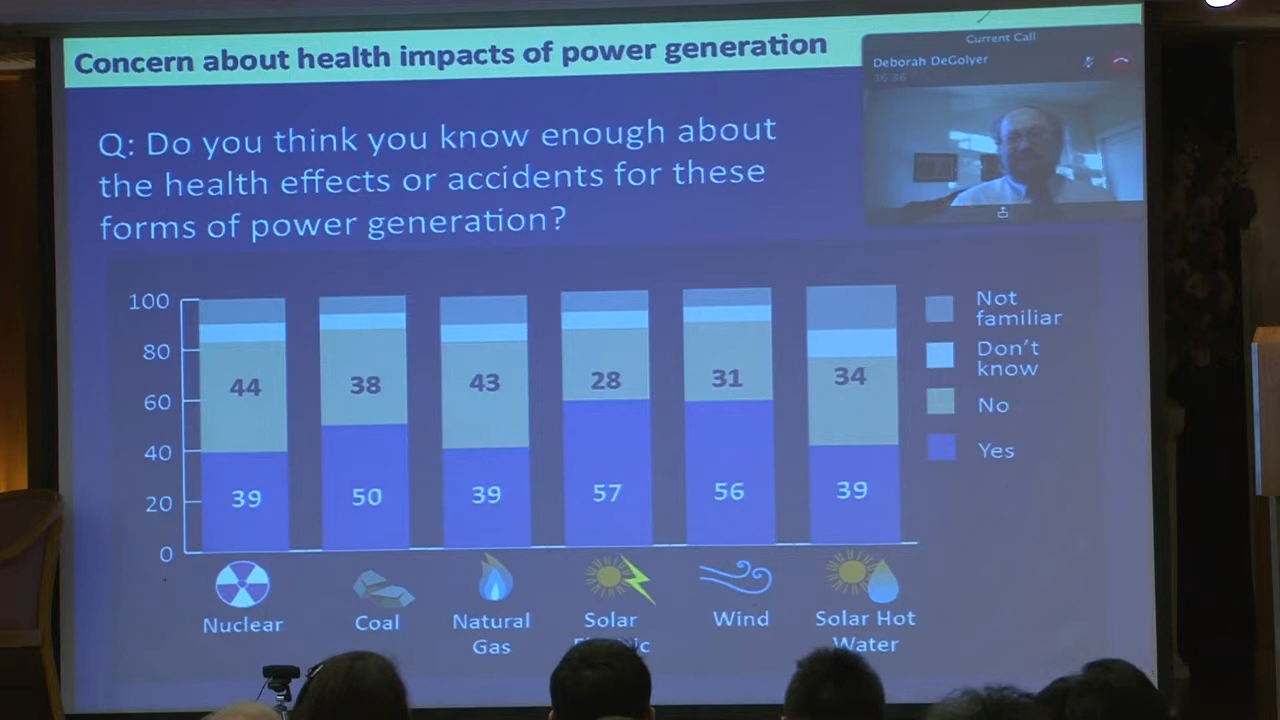 Concern about health impacts of power generation
Current Call
Deborah DeGolyer
16:36
Q: Do you think you know enough about
the health effects or accidents for these
forms of power generation?
100
80
60
40
20
0
44
38
43
28
31
34
39
50
39
57
56
39
Not
familiar
Don't
know
No
Yes
Nuclear
Coal
Natural
Gas
Solar
Wind
Solar Hot
Water